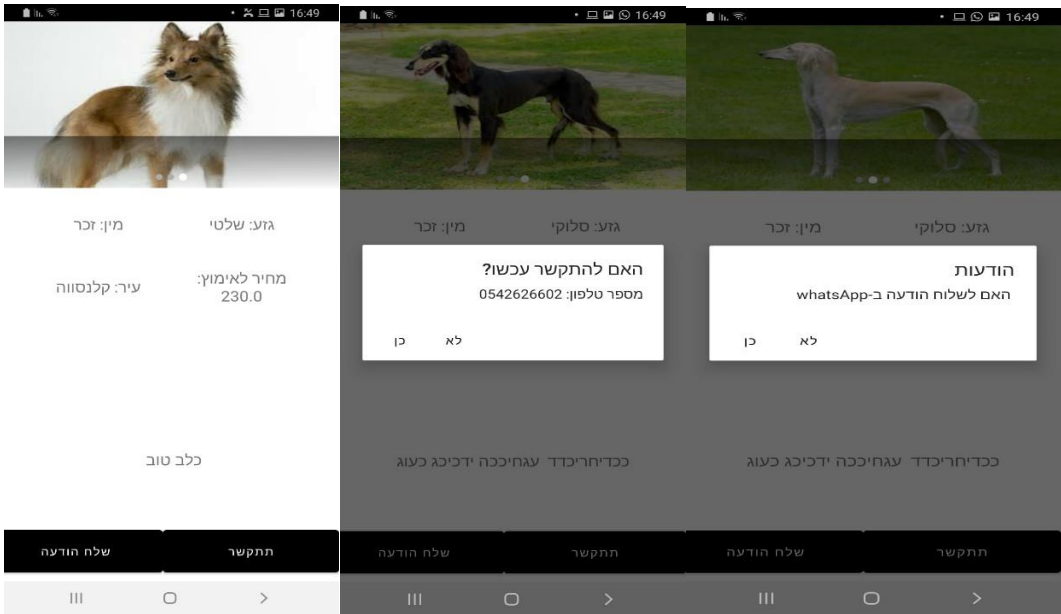 16:49
גזע: שלטי
מין: זכר
מחיר לאימוץ:
230.0
עיר: קלנסווה
כלב טוב
תתקשר
שלח הודעה
16:49
גזע: סלוקי
מין: זכר
האם להתקשר עכשו?
מספר טלפון: 0542626602
לא
כן
ככדיחריכדד עגחיככה ידכיכג כעוג
תתקשר
שלח הודעה
16:49
גזע: סלוקי
מין: זכר
הודעות
האם לשלוח הודעה ב-whatsApp
לא
כן
ככדיחריכדד עגחיככה ידכיכג כעוג
תתקשר
שלח הודעה